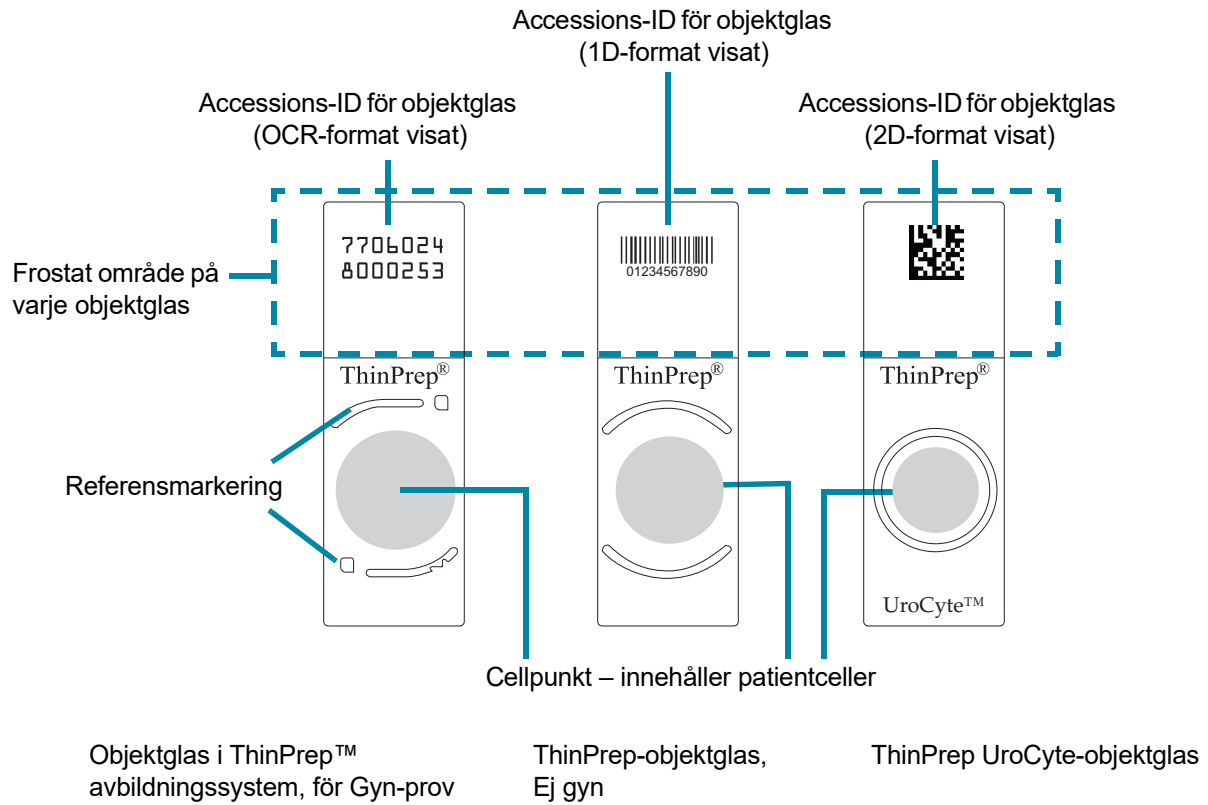 Accessions-ID för objektglas
(1D-format visat)
Accessions-ID för objektglas
(OCR-format visat)
Accessions-ID för objektglas
(2D-format visat)
Frostat område på
varje objektglas
7706024
8000253
01234567890
ThinPrep®
ThinPrep®
ThinPrep®
Referensmarkering
UroCyte™
Cellpunkt – innehåller patientceller
Objektglas i ThinPrep™
avbildningssystem, för Gyn-prov
ThinPrep-objektglas,
Ej gyn
ThinPrep UroCyte-objektglas